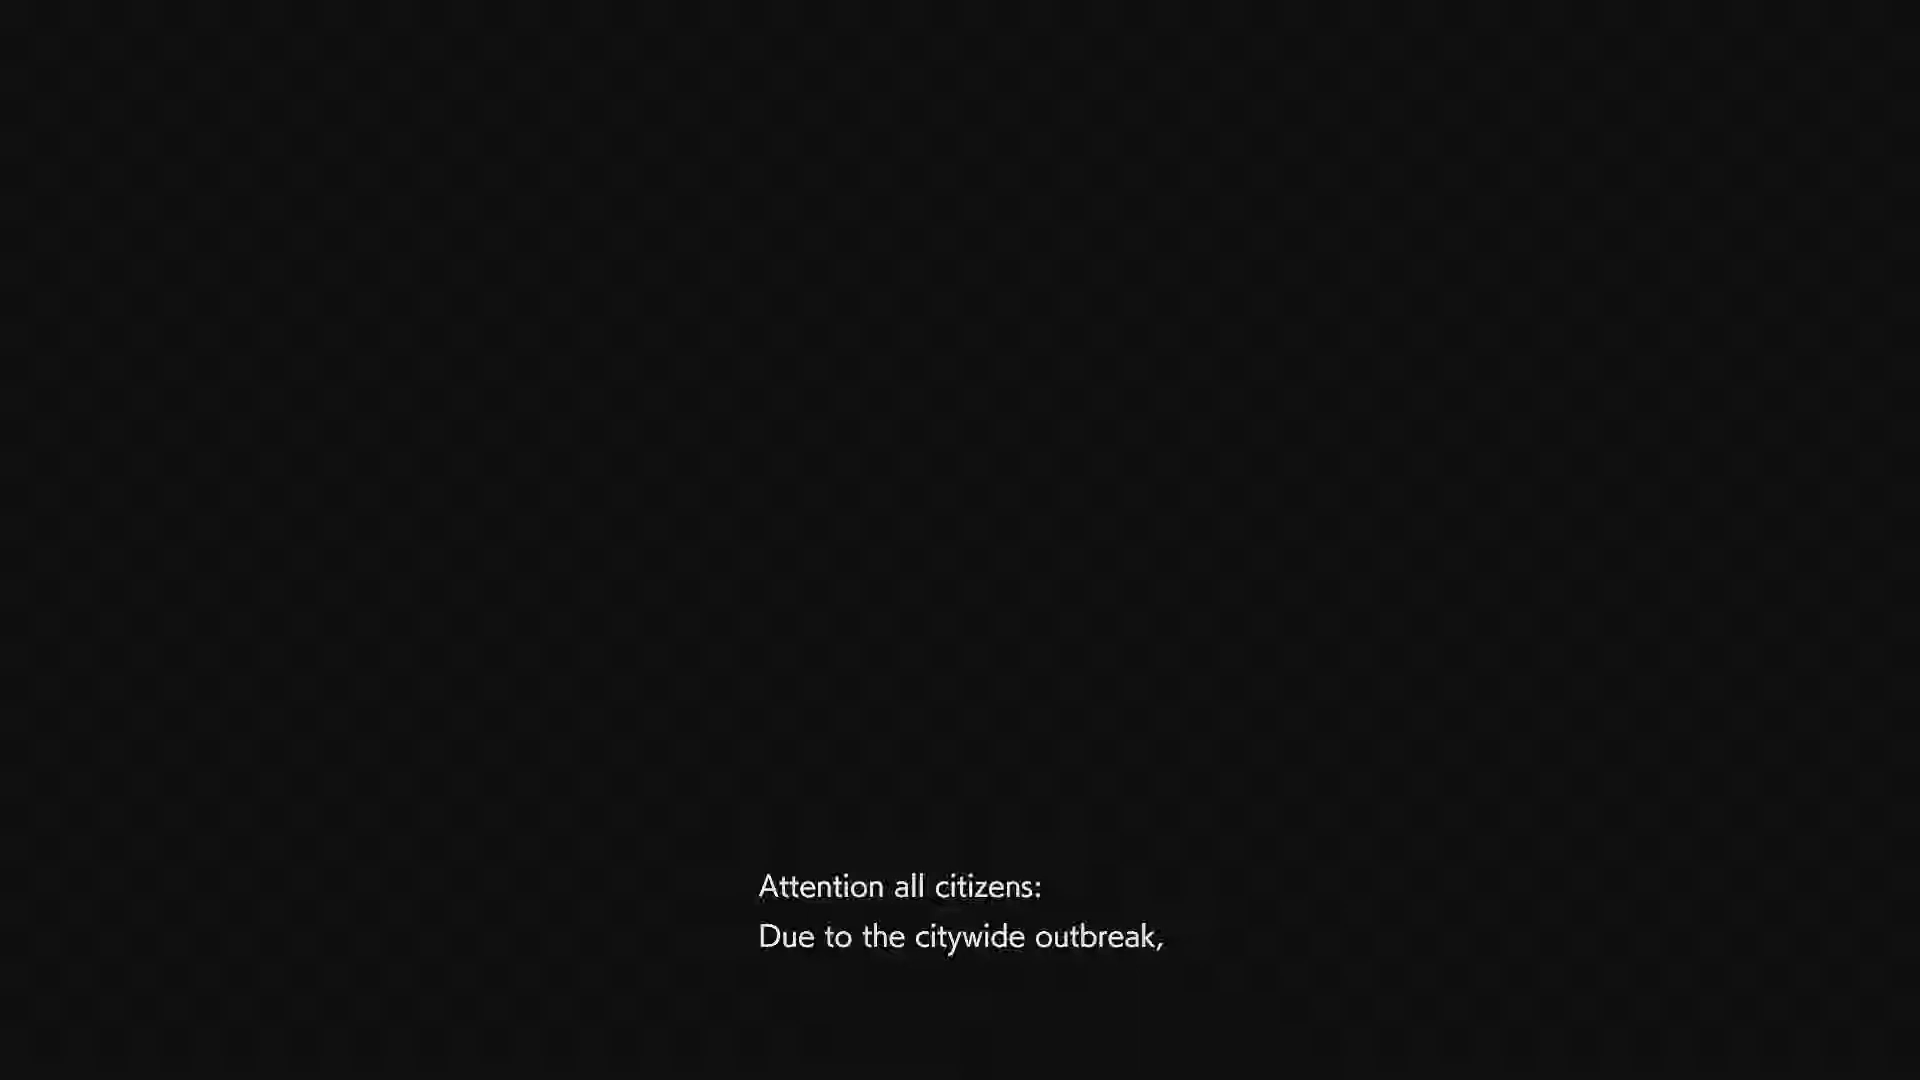 Attention all citizens:
Due to the citywide outbreak,